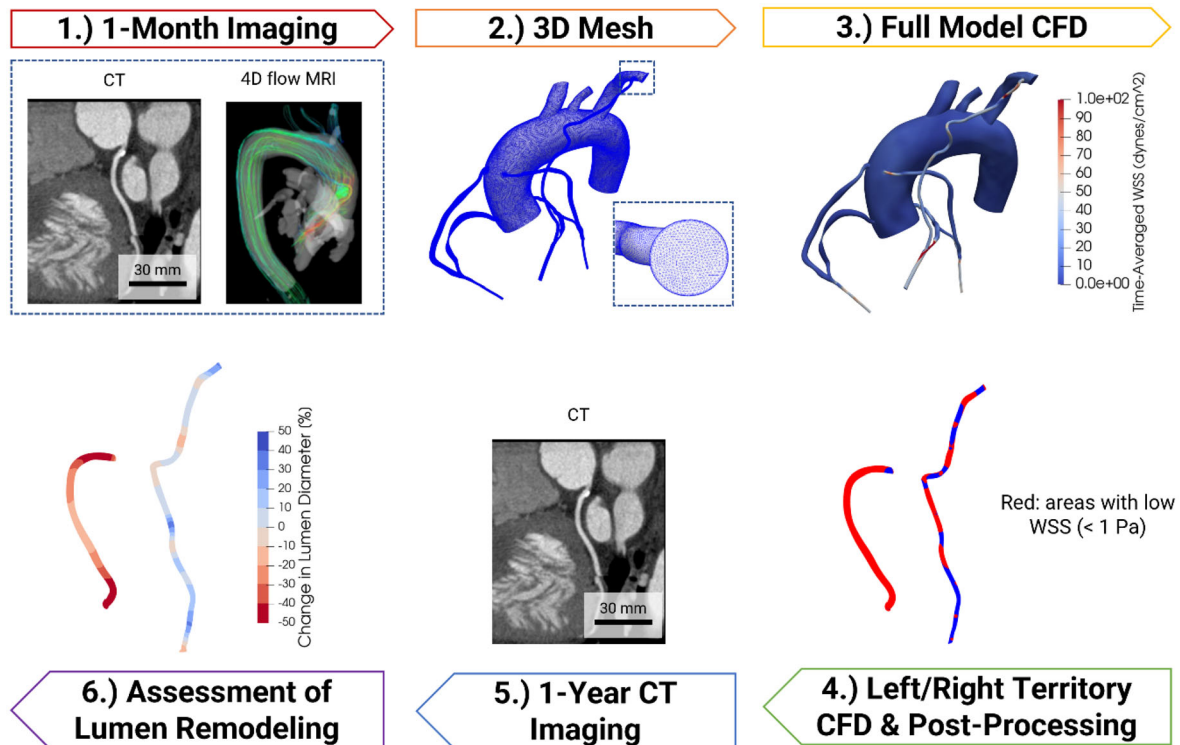 1.) 1-Month Imaging
2.) 3D Mesh
3.) Full Model CFD
CT
4D flow MRI
30 mm
1.0e+02
90
80
70
60
50
40
30
20
10
0.0e+00
Time-Averaged WSS (dynes/cm^2)
50
40
30
20
10
0
-10
-20
-30
-40
-50
Change in Lumen Diameter (%)
CT
30 mm
Red: areas with low
WSS (< 1 Pa)
6.) Assessment of
Lumen Remodeling
5.) 1-Year CT
Imaging
4.) Left/Right Territory
CFD & Post-Processing